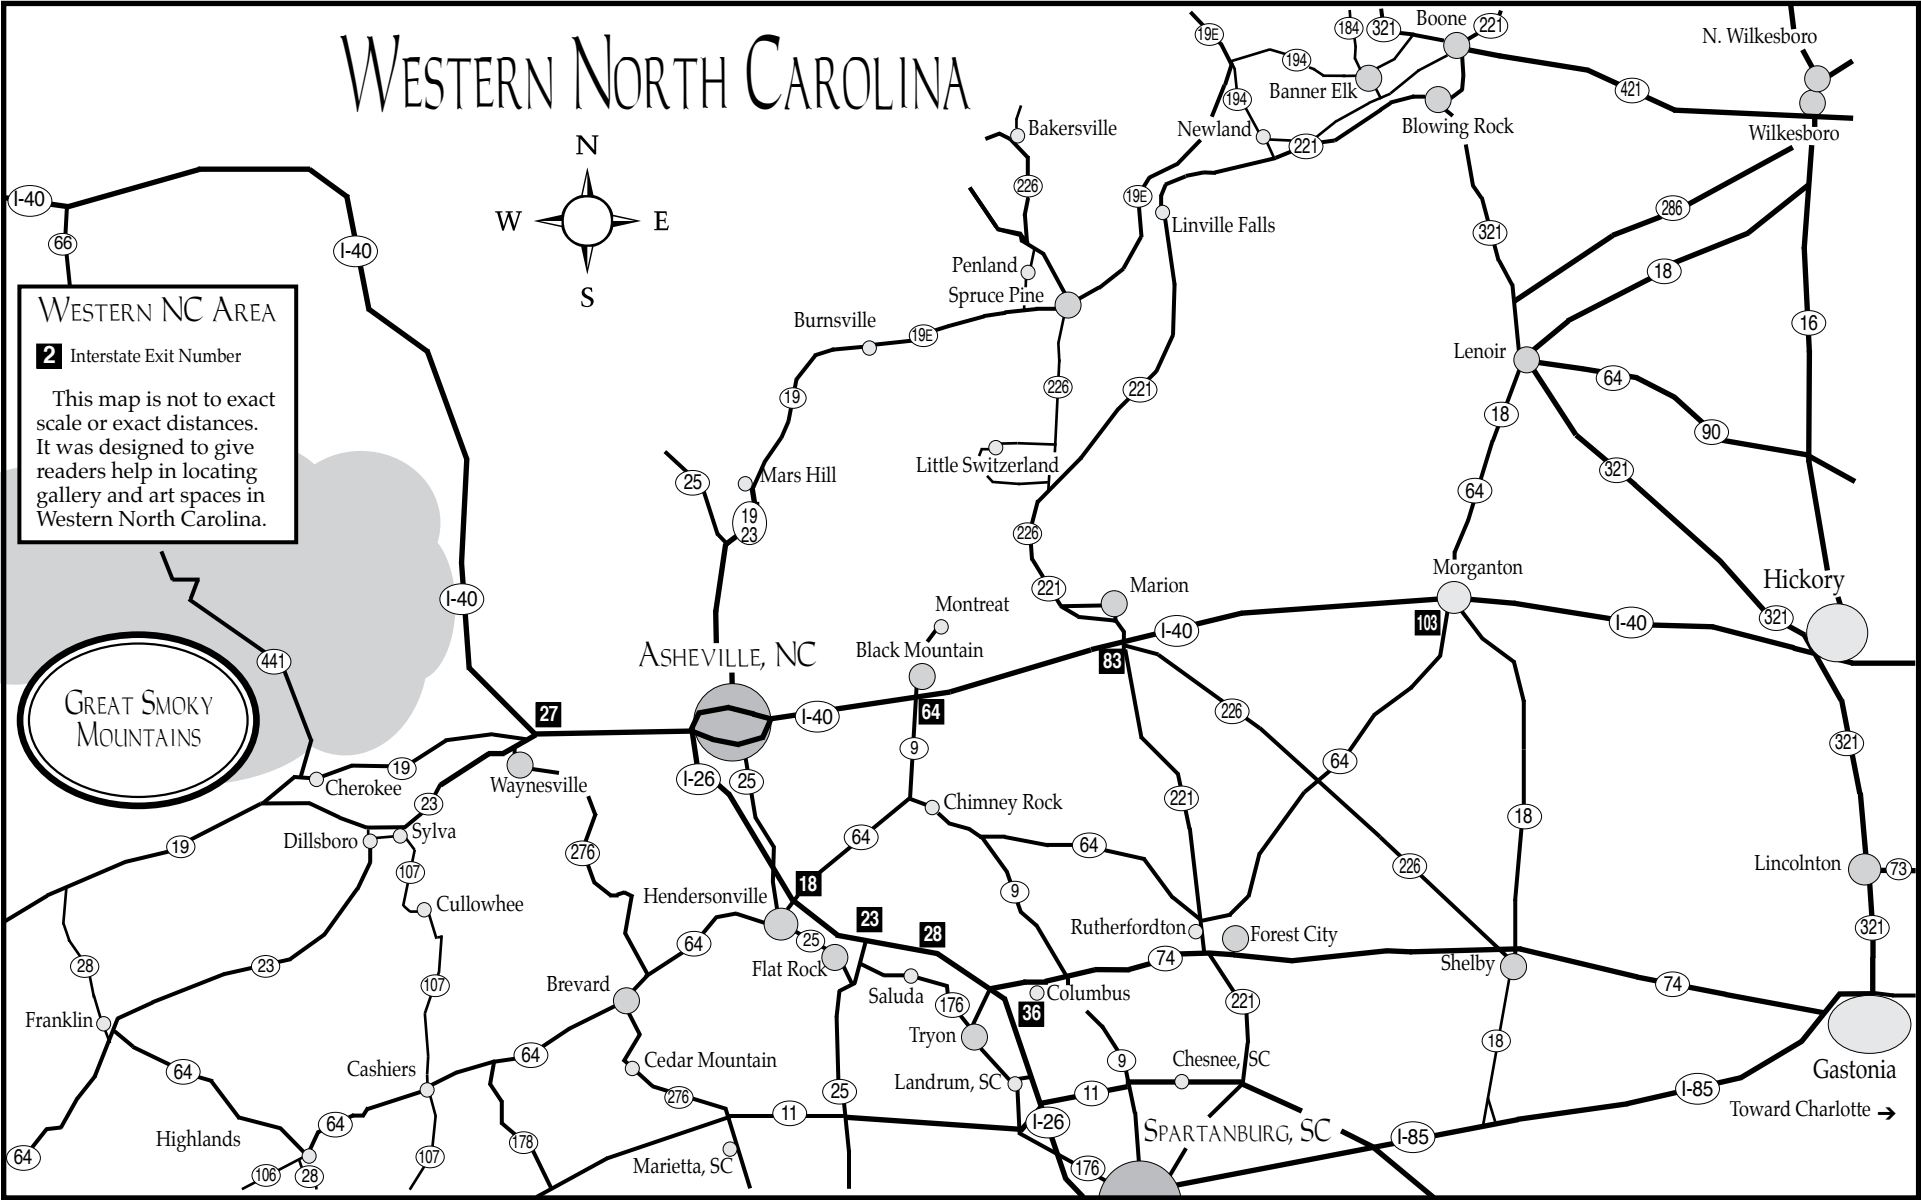 WESTERN NORTH CAROLINA
N
W
E
S
WESTERN NC AREA
2 Interstate Exit Number
This map is not to exact
scale or exact distances.
It was designed to give
readers help in locating
gallery and art spaces in
Western North Carolina.
GREAT SMOKY
MOUNTAINS
I-40
66
I-40
I-40
441
27
19
Cherokee
23
Waynesville
19
Dillsboro
Sylva
107
Cullowhee
107
28
23
Franklin
64
64
Highlands
106
28
64
Cashiers
107
64
178
276
Brevard
64
Cedar Mountain
276
11
Marietta, SC
25
Mars Hill
19
23
19
Burnsville
19E
ASHEVILLE, NC
I-40
I-26
25
Montreat
Black Mountain
64
9
Chimney Rock
64
64
9
18
Hendersonville
25
Flat Rock
23
28
Saluda
176
Tryon
Landrum, SC
25
36
Columbus
I-26
176
11
9
Chesnee, SC
SPARTANBURG, SC
221
74
Rutherfordton
Forest City
Bakersville
226
Penland
Spruce Pine
226
Little Switzerland
226
221
Marion
83
I-40
221
226
221
19E
194
194
Newland
19E
Linville Falls
221
184
321
Boone
221
Banner Elk
Blowing Rock
421
N. Wilkesboro
Wilkesboro
321
286
18
16
Lenoir
64
90
18
64
321
Morganton
103
I-40
321
Hickory
64
18
226
321
Lincolnton
73
321
Shelby
74
18
Gastonia
I-85
Toward Charlotte ➔
I-85